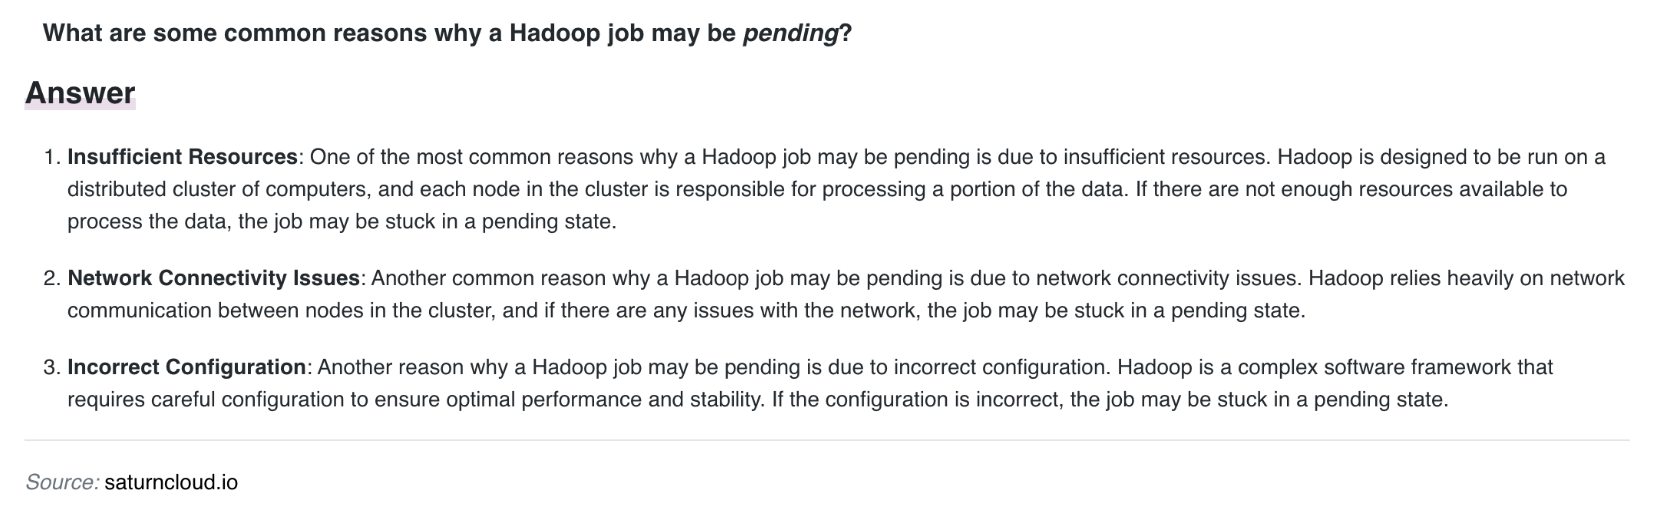 What are some common reasons why a Hadoop job may be pending?
Answer
1. Insufficient Resources: One of the most common reasons why a Hadoop job may be pending is due to insufficient resources. Hadoop is designed to be run on a
distributed cluster of computers, and each node in the cluster is responsible for processing a portion of the data. If there are not enough resources available to
process the data, the job may be stuck in a pending state.
2. Network Connectivity Issues: Another common reason why a Hadoop job may be pending is due to network connectivity issues. Hadoop relies heavily on network
communication between nodes in the cluster, and if there are any issues with the network, the job may be stuck in a pending state.
3. Incorrect Configuration: Another reason why a Hadoop job may be pending is due to incorrect configuration. Hadoop is a complex software framework that
requires careful configuration to ensure optimal performance and stability. If the configuration is incorrect, the job may be stuck in a pending state.
Source: saturncloud.io